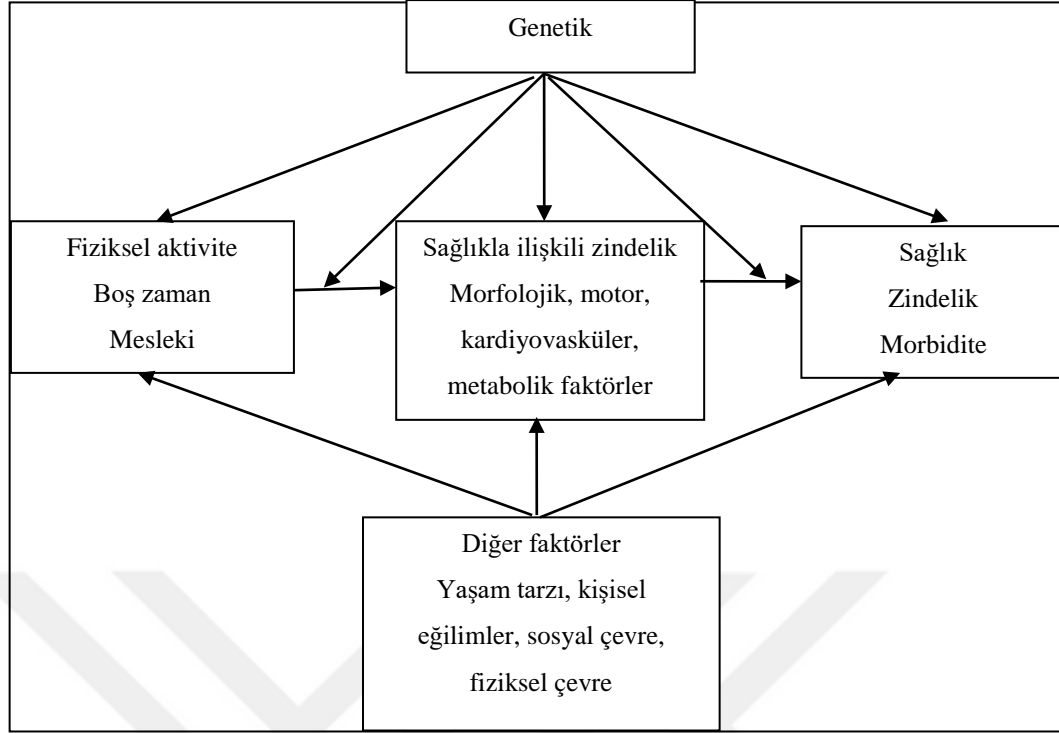 Genetik
Fiziksel aktivite
Boş zaman
Mesleki
Sağlıkla ilişkili zindelik
Morfolojik, motor,
kardiyovasküler,
metabolik faktörler
Sağlık
Zindelik
Morbidite
Diğer faktörler
Yaşam tarzı, kişisel
eğilimler, sosyal çevre,
fiziksel çevre